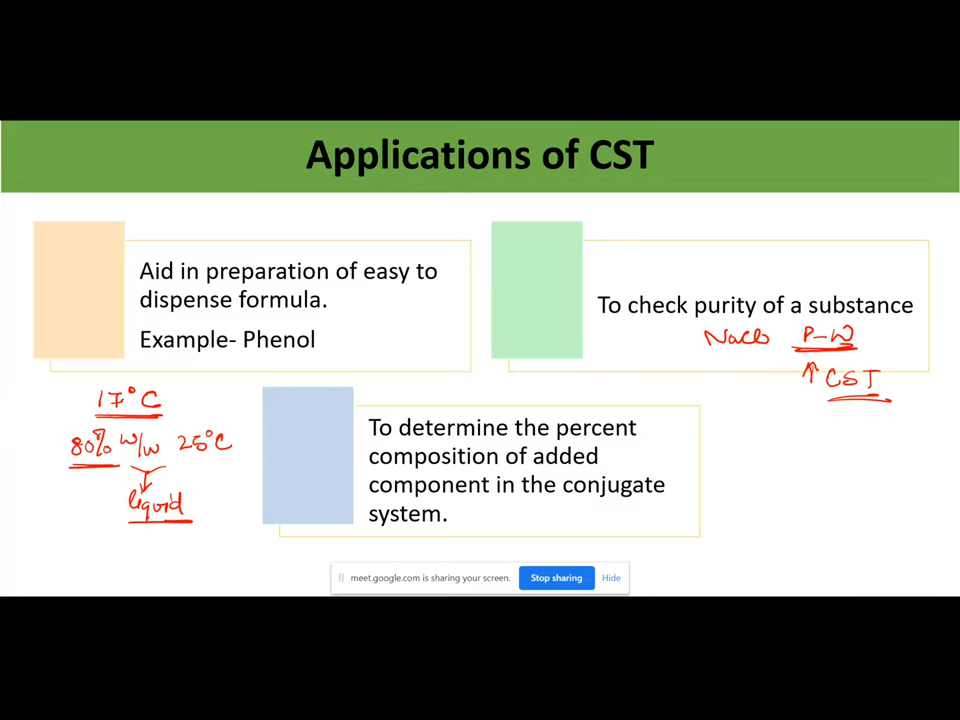 Applications of CST
Aid in preparation of easy to
dispense formula.
Example- Phenol
To check purity of a substance
NaCl P-W
↑ CST
17°C
80% W/W 25°C
liquid
To determine the percent
composition of added
component in the conjugate
system.
meet.google.com is sharing your screen. Stop sharing Hide